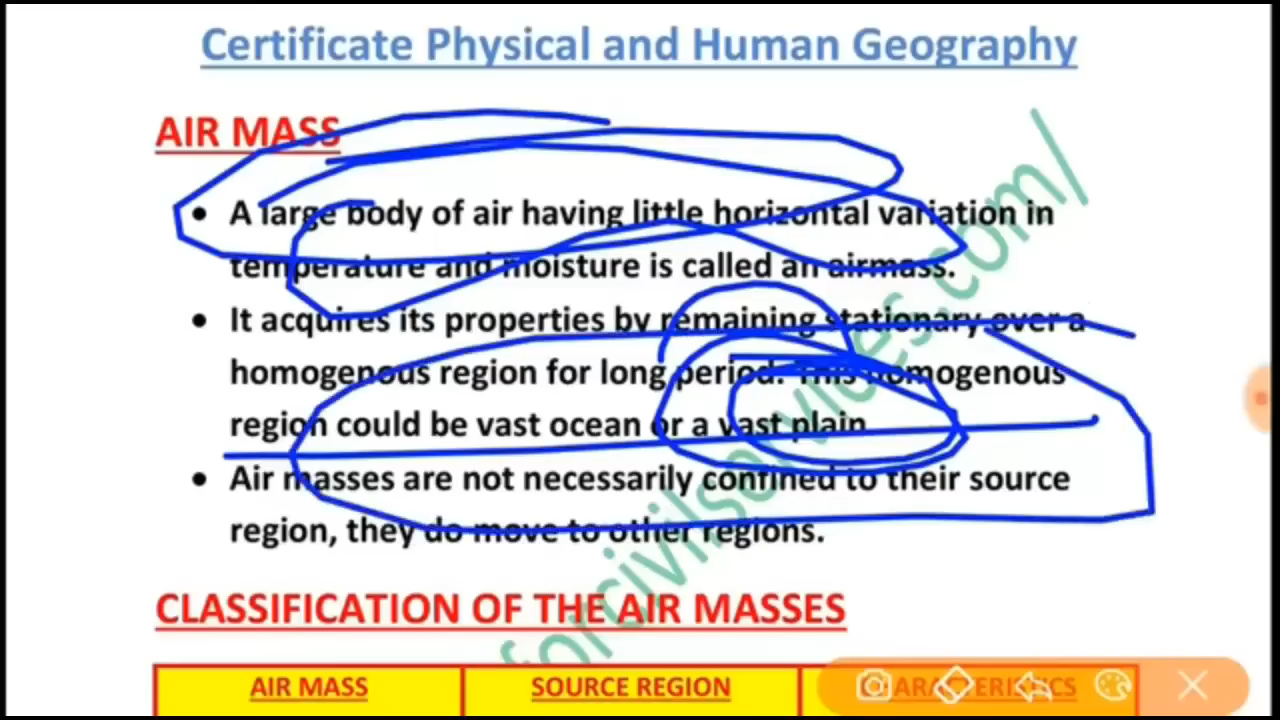 Certificate Physical and Human Geography
AIR MASS
• A large body of air having little horizontal variation in
temperature and moisture is called an airmass.
• It acquires its properties by remaining stationary over a
homogenous region for long period. This homogenous
region could be vast ocean or a vast plain
• Air masses are not necessarily confined to their source
region, they do move to other regions.
CLASSIFICATION OF THE AIR MASSES
AIR MASS SOURCE REGION CHARACTERISTICS
forcivilservices.com/